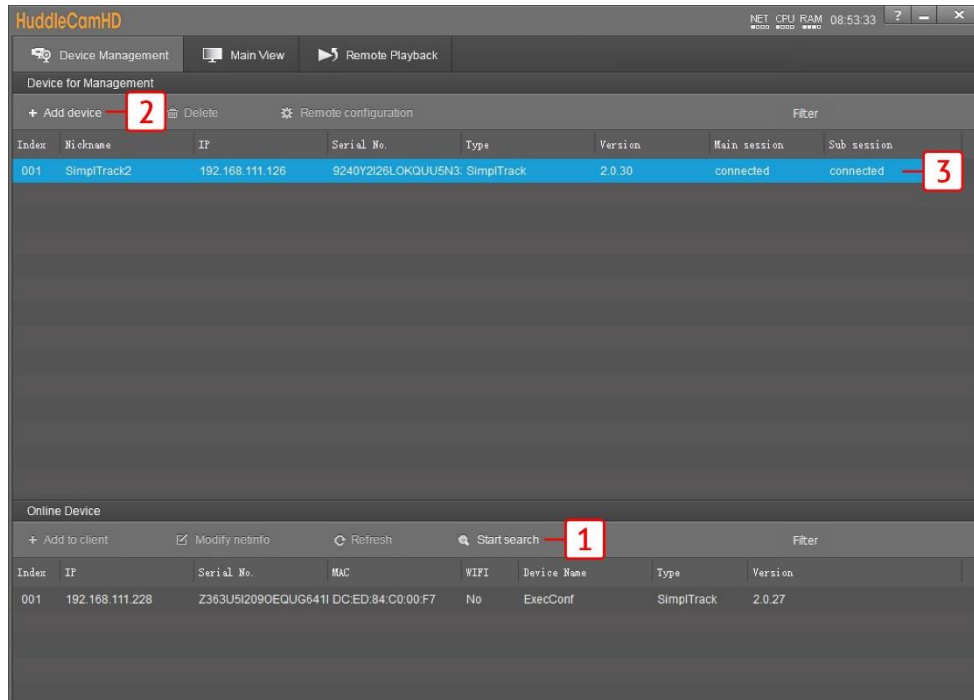 HuddleCamHD NET CPU RAM 08:53:33 ? – ×
Device Management Main View Remote Playback
Device for Management
+ Add device 2 Delete Remote configuration Filter
Index Nickname IP Serial No. Type Version Main session Sub session
001 SimplTrack2 192.168.111.126 9240Y2I26LOKQUU5N3 SimplTrack 2.0.30 connected connected 3
Online Device
+ Add to client Modify netinfo Refresh Start search 1 Filter
Index IP Serial No. MAC WIFI Device Name Type Version
001 192.168.111.228 Z363U5I209OEQUG641I DC:ED:84:C0:00:F7 No ExecConf SimplTrack 2.0.27